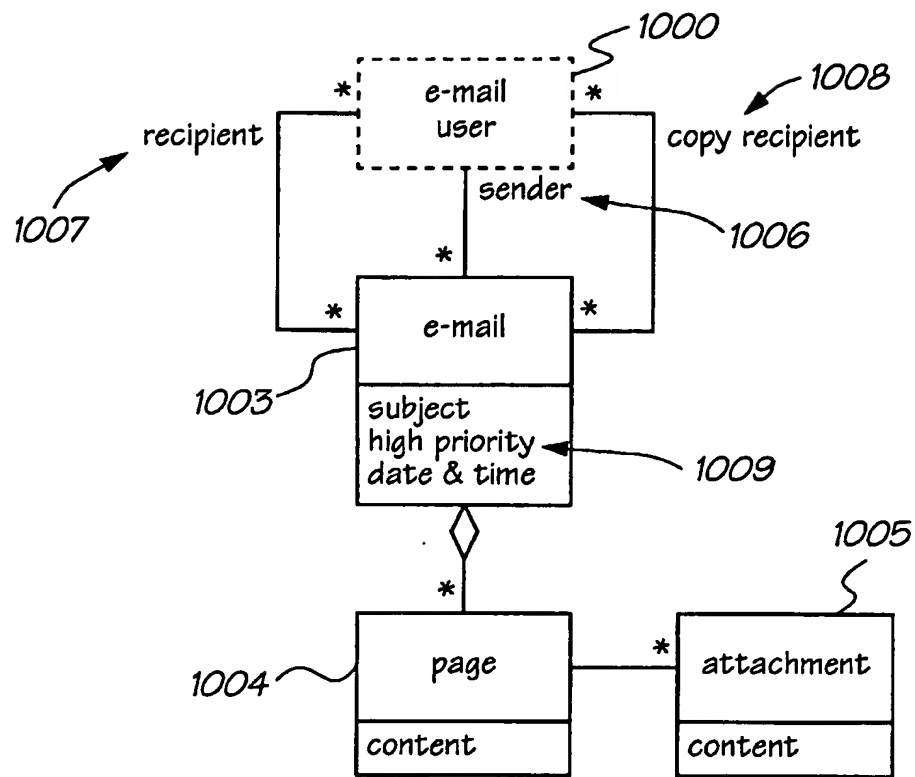 1000
1008
* e-mail *
user
recipient
copy recipient
1007
sender
1006
*
* e-mail *
1003
subject
high priority
date & time
1009
*
1005
page
* attachment
1004
content
content